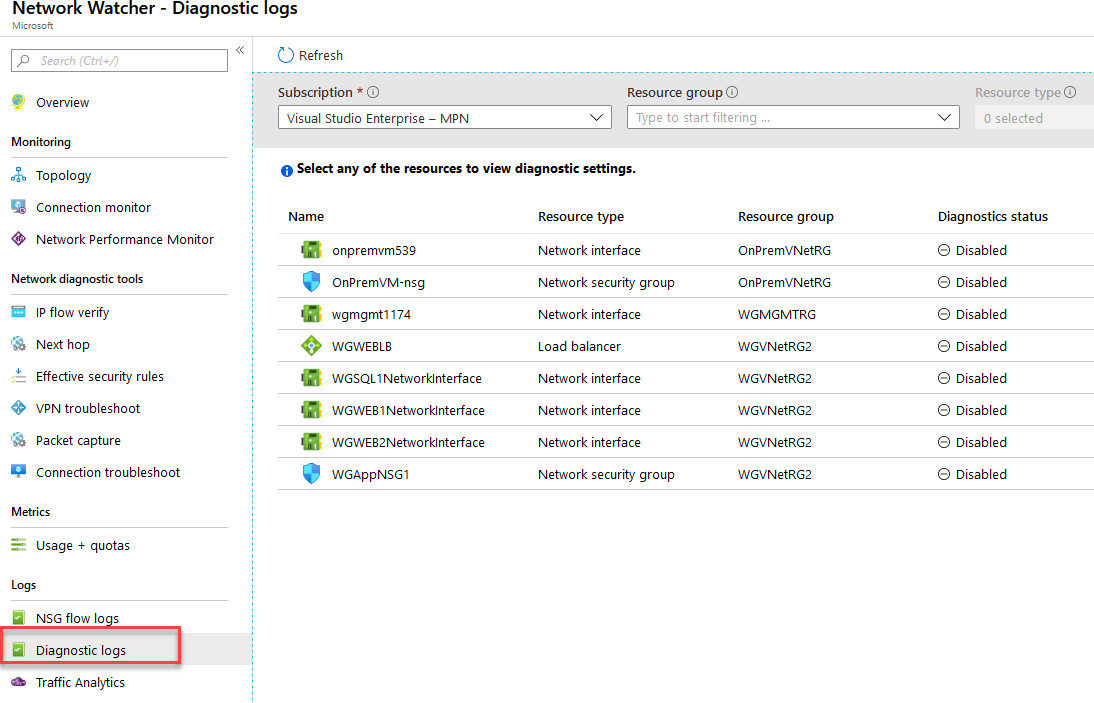 Network Watcher - Diagnostic logs
Microsoft
Search (Ctrl+/)
Overview
Monitoring
Topology
Connection monitor
Network Performance Monitor
Network diagnostic tools
IP flow verify
Next hop
Effective security rules
VPN troubleshoot
Packet capture
Connection troubleshoot
Metrics
Usage + quotas
Logs
NSG flow logs
Diagnostic logs
Traffic Analytics
Refresh
Subscription * Resource group Resource type
Visual Studio Enterprise – MPN Type to start filtering ... 0 selected
Select any of the resources to view diagnostic settings.
Name Resource type Resource group Diagnostics status
onpremvm539 Network interface OnPremVNetRG Disabled
OnPremVM-nsg Network security group OnPremVNetRG Disabled
wgmgmt1174 Network interface WGMGMTRG Disabled
WGWEBLB Load balancer WGVNetRG2 Disabled
WGSQL1NetworkInterface Network interface WGVNetRG2 Disabled
WGWEB1NetworkInterface Network interface WGVNetRG2 Disabled
WGWEB2NetworkInterface Network interface WGVNetRG2 Disabled
WGAppNSG1 Network security group WGVNetRG2 Disabled